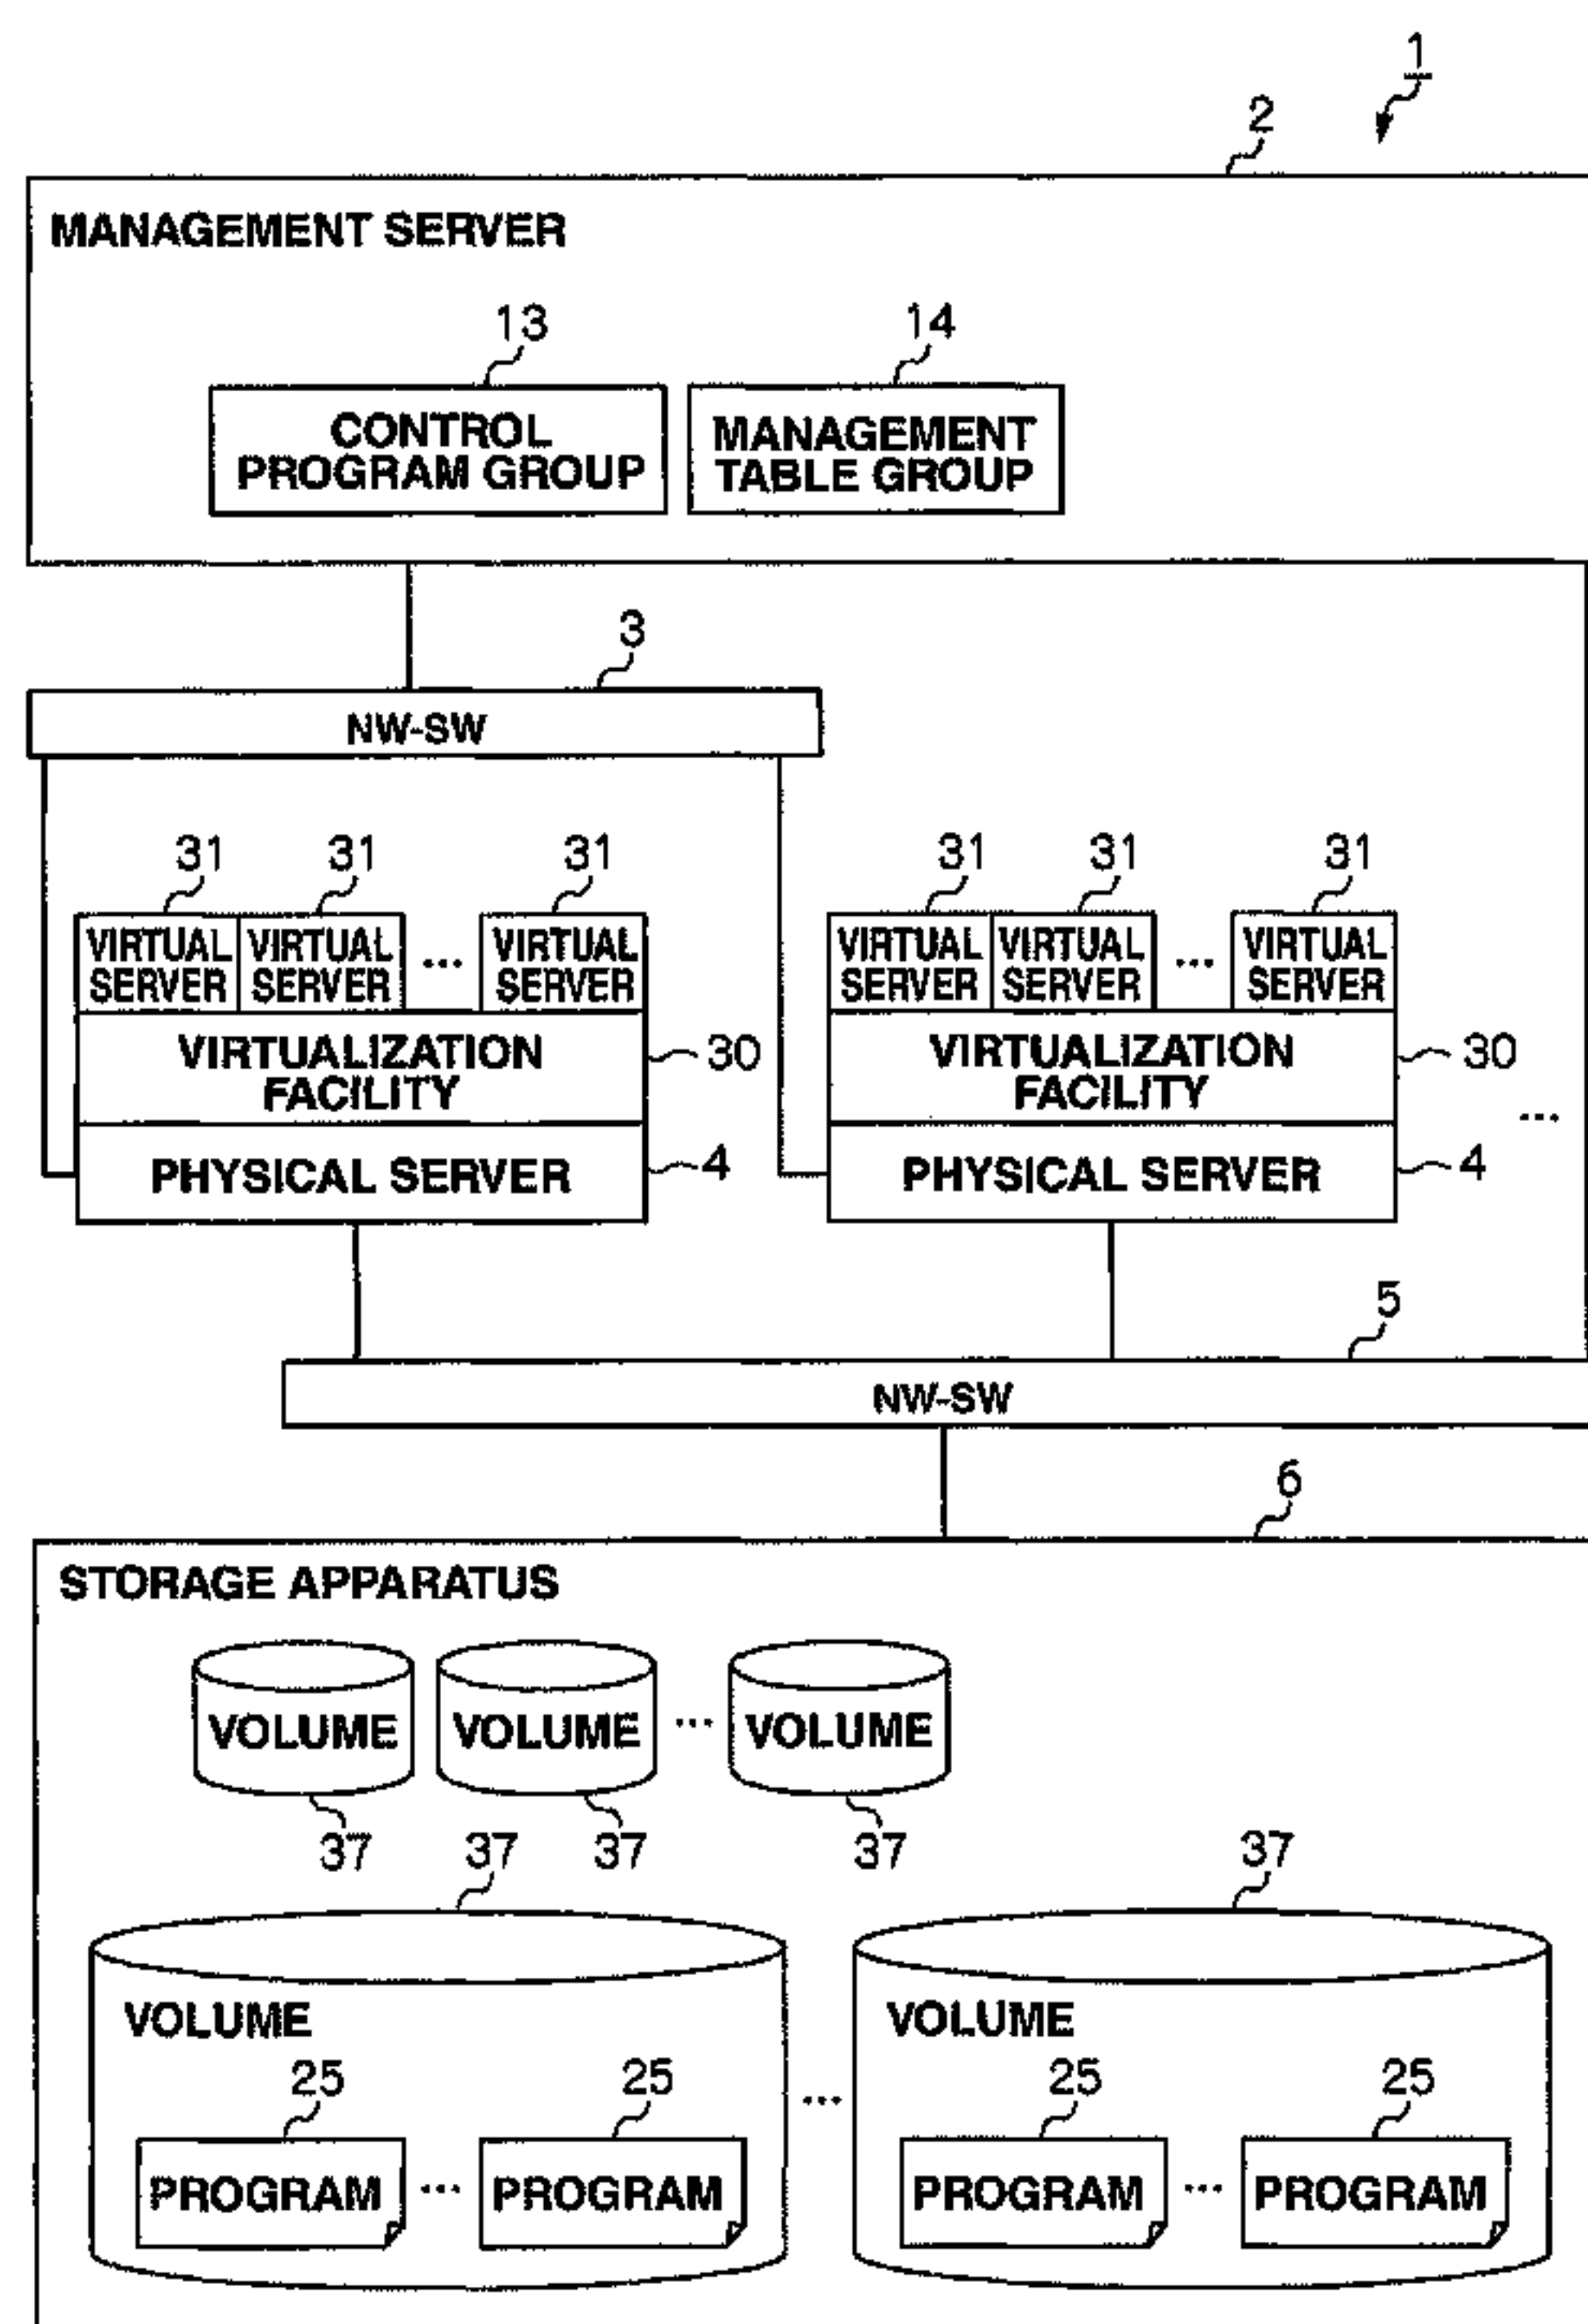 1
2
MANAGEMENT SERVER
13
14
CONTROL
PROGRAM GROUP
MANAGEMENT
TABLE GROUP
3
NW-SW
31 31 31 31 31 31
VIRTUAL SERVER VIRTUAL SERVER ... VIRTUAL SERVER
VIRTUAL SERVER VIRTUAL SERVER ... VIRTUAL SERVER
VIRTUALIZATION
FACILITY
30
VIRTUALIZATION
FACILITY
30
...
PHYSICAL SERVER
4
PHYSICAL SERVER
4
5
NW-SW
6
STORAGE APPARATUS
VOLUME VOLUME ... VOLUME
37 37 37 37 37
VOLUME
VOLUME
25 25 ... 25 25
PROGRAM ... PROGRAM
PROGRAM ... PROGRAM